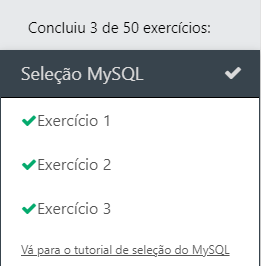 Concluiu 3 de 50 exercícios:
Seleção MySQL
Exercício 1
Exercício 2
Exercício 3
Vá para o tutorial de seleção do MySQL